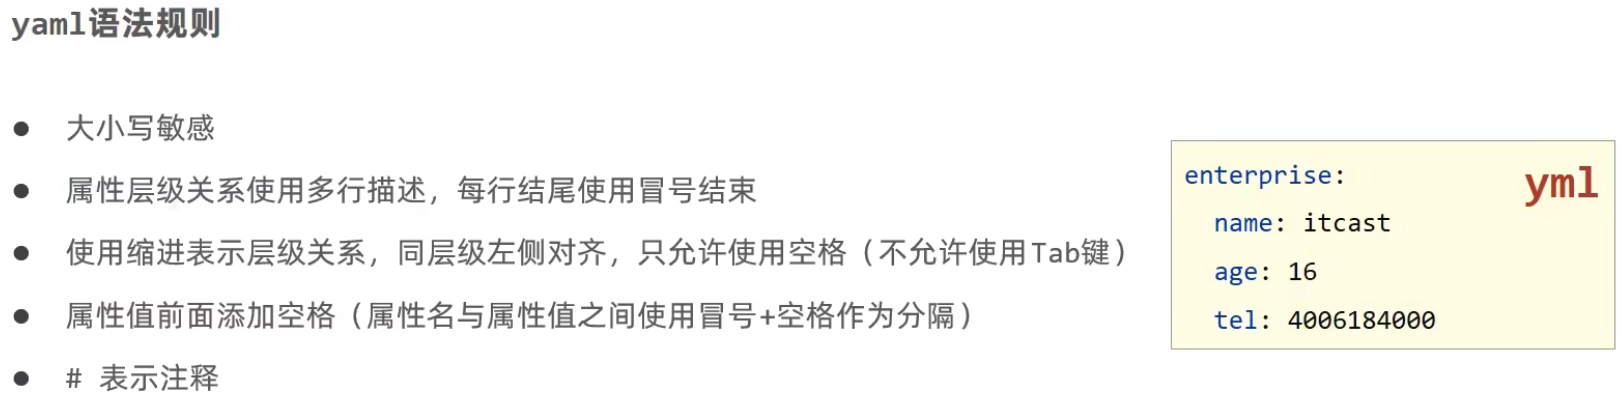 yaml语法规则
● 大小写敏感
● 属性层级关系使用多行描述，每行结尾使用冒号结束
● 使用缩进表示层级关系，同层级左侧对齐，只允许使用空格（不允许使用Tab键）
● 属性值前面添加空格（属性名与属性值之间使用冒号+空格作为分隔）
● # 表示注释
yml
enterprise:
  name: itcast
  age: 16
  tel: 4006184000